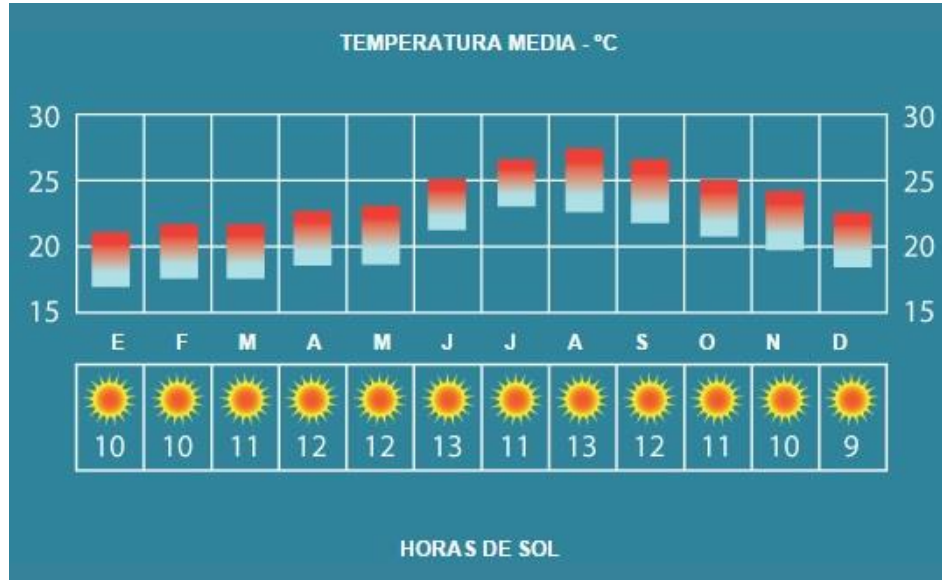 TEMPERATURA MEDIA - ºC
30 30
25 25
20 20
15 15
E F M A M J J A S O N D
10 10 11 12 12 13 11 13 12 11 10 9
HORAS DE SOL